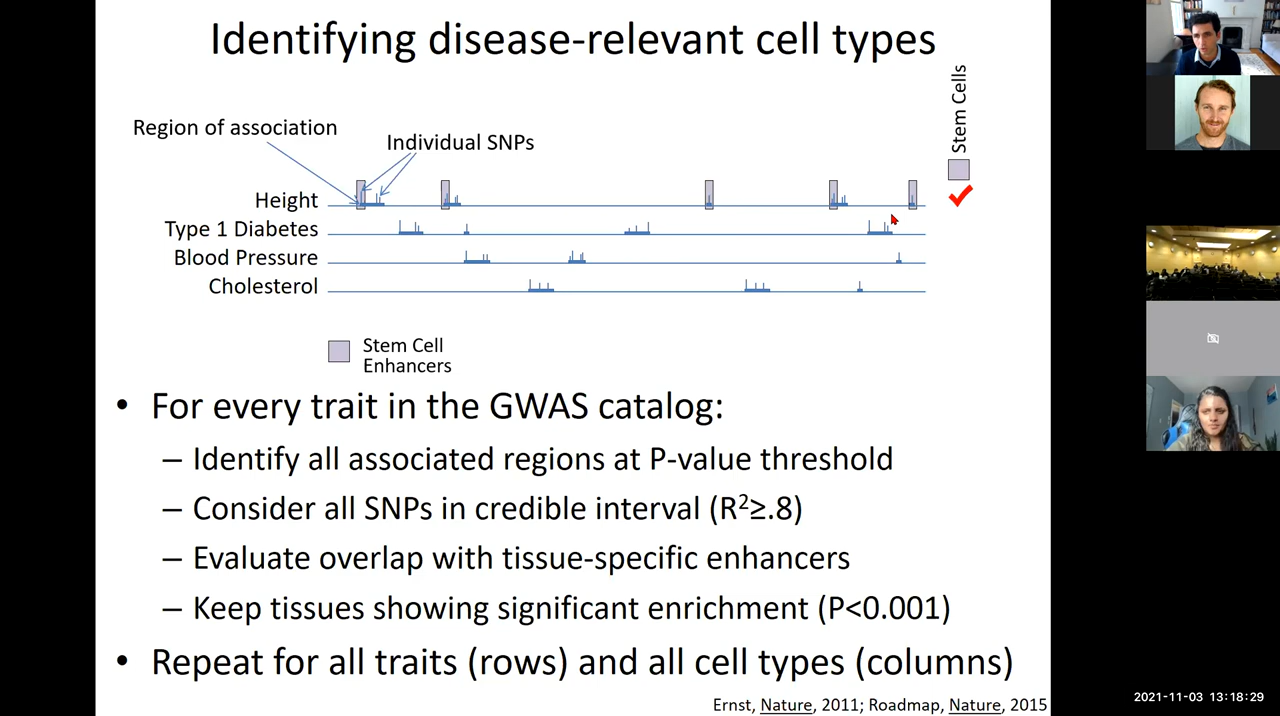 Identifying disease-relevant cell types
Stem Cells
Region of association
Individual SNPs
Height
Type 1 Diabetes
Blood Pressure
Cholesterol
Stem Cell
Enhancers
• For every trait in the GWAS catalog:
– Identify all associated regions at P-value threshold
– Consider all SNPs in credible interval (R²≥.8)
– Evaluate overlap with tissue-specific enhancers
– Keep tissues showing significant enrichment (P<0.001)
• Repeat for all traits (rows) and all cell types (columns)
Ernst, Nature, 2011; Roadmap, Nature, 2015
2021-11-03 13:18:29